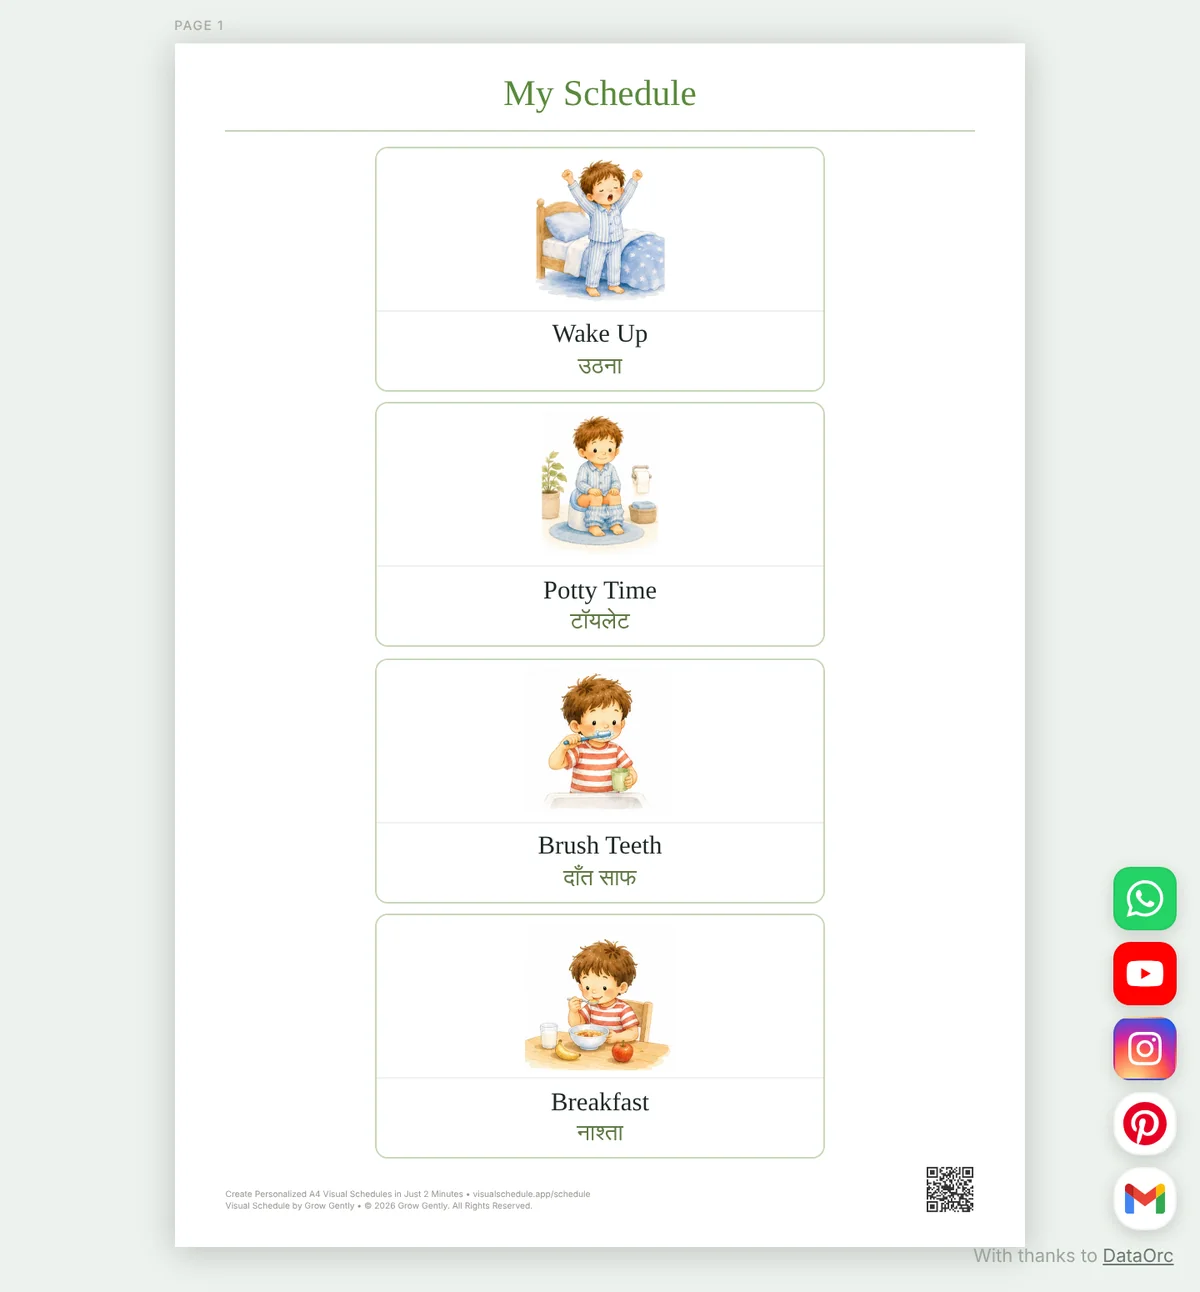 PAGE 1
My Schedule
Wake Up
उठना
Potty Time
टॉयलेट
Brush Teeth
दाँत साफ
Breakfast
नाश्ता
Create Personalized A4 Visual Schedules in Just 2 Minutes • visualschedule.app/schedule
Visual Schedule by Grow Gently • © 2026 Grow Gently. All Rights Reserved.
With thanks to DataOrc